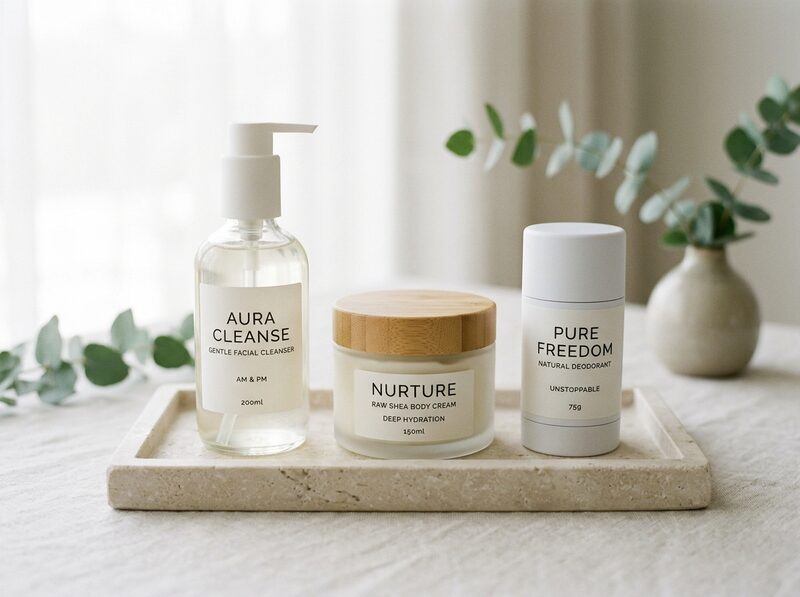 AURA
CLEANSE
GENTLE FACIAL CLEANSER
AM & PM
200ml
NURTURE
RAW SHEA BODY CREAM
DEEP HYDRATION
150ml
PURE
FREEDOM
NATURAL DEODORANT
UNSTOPPABLE
75g